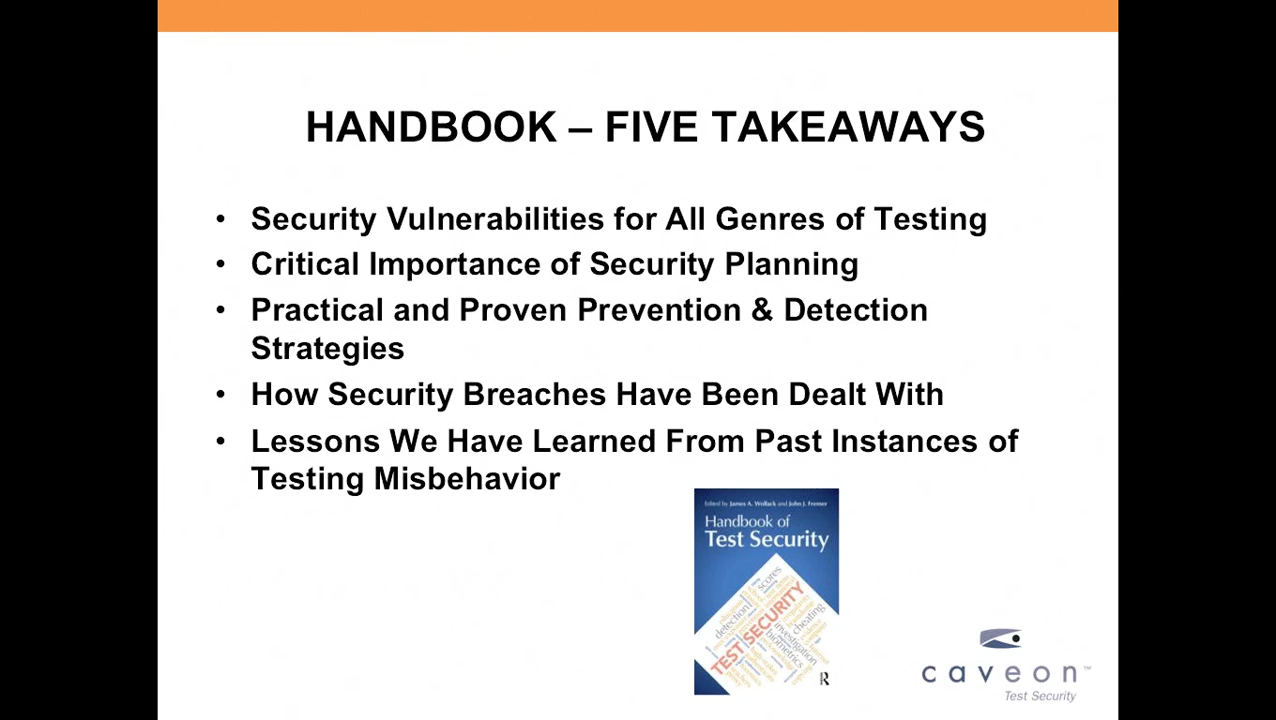 HANDBOOK – FIVE TAKEAWAYS
• Security Vulnerabilities for All Genres of Testing
• Critical Importance of Security Planning
• Practical and Proven Prevention & Detection
Strategies
• How Security Breaches Have Been Dealt With
• Lessons We Have Learned From Past Instances of
Testing Misbehavior
Edited by James A. Wollack and John J. Fremer
Handbook of
Test Security
scores
detection
TEST SECURITY
cheating
investigation
biometrics
R
caveon™
Test Security